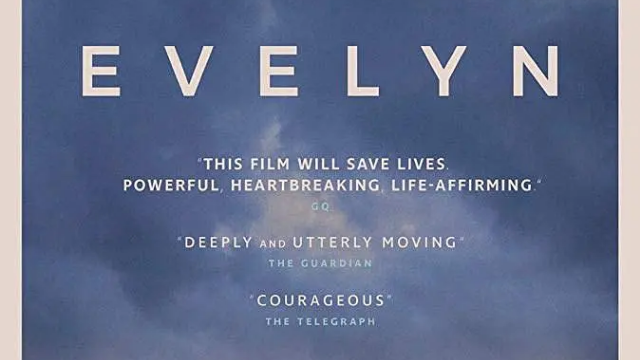 EVELYN
"THIS FILM WILL SAVE LIVES.
POWERFUL, HEARTBREAKING, LIFE-AFFIRMING."
GQ
"DEEPLY AND UTTERLY MOVING"
THE GUARDIAN
"COURAGEOUS"
THE TELEGRAPH